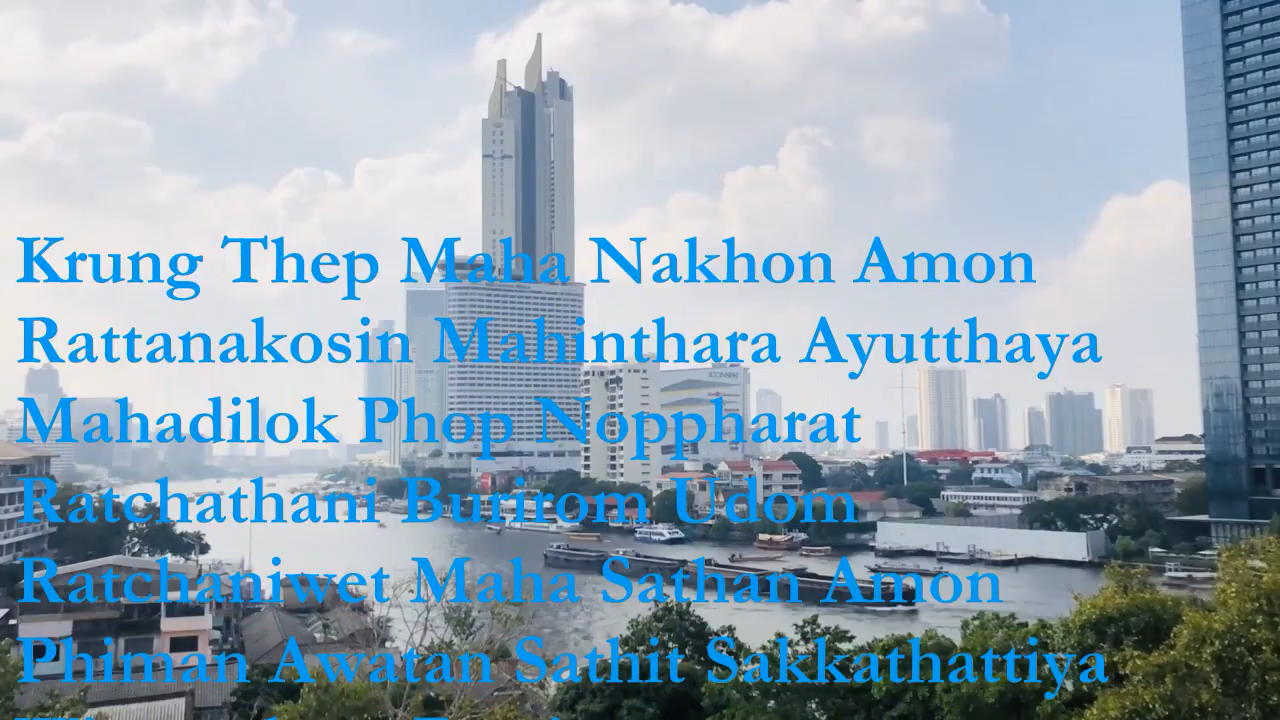 Krung Thep Maha Nakhon Amon
Rattanakosin Mahinthara Ayutthaya
Mahadilok Phop Noppharat
Ratchathani Burirom Udom
Ratchaniwet Maha Sathan Amon
Phiman Awatan Sathit Sakkathattiya